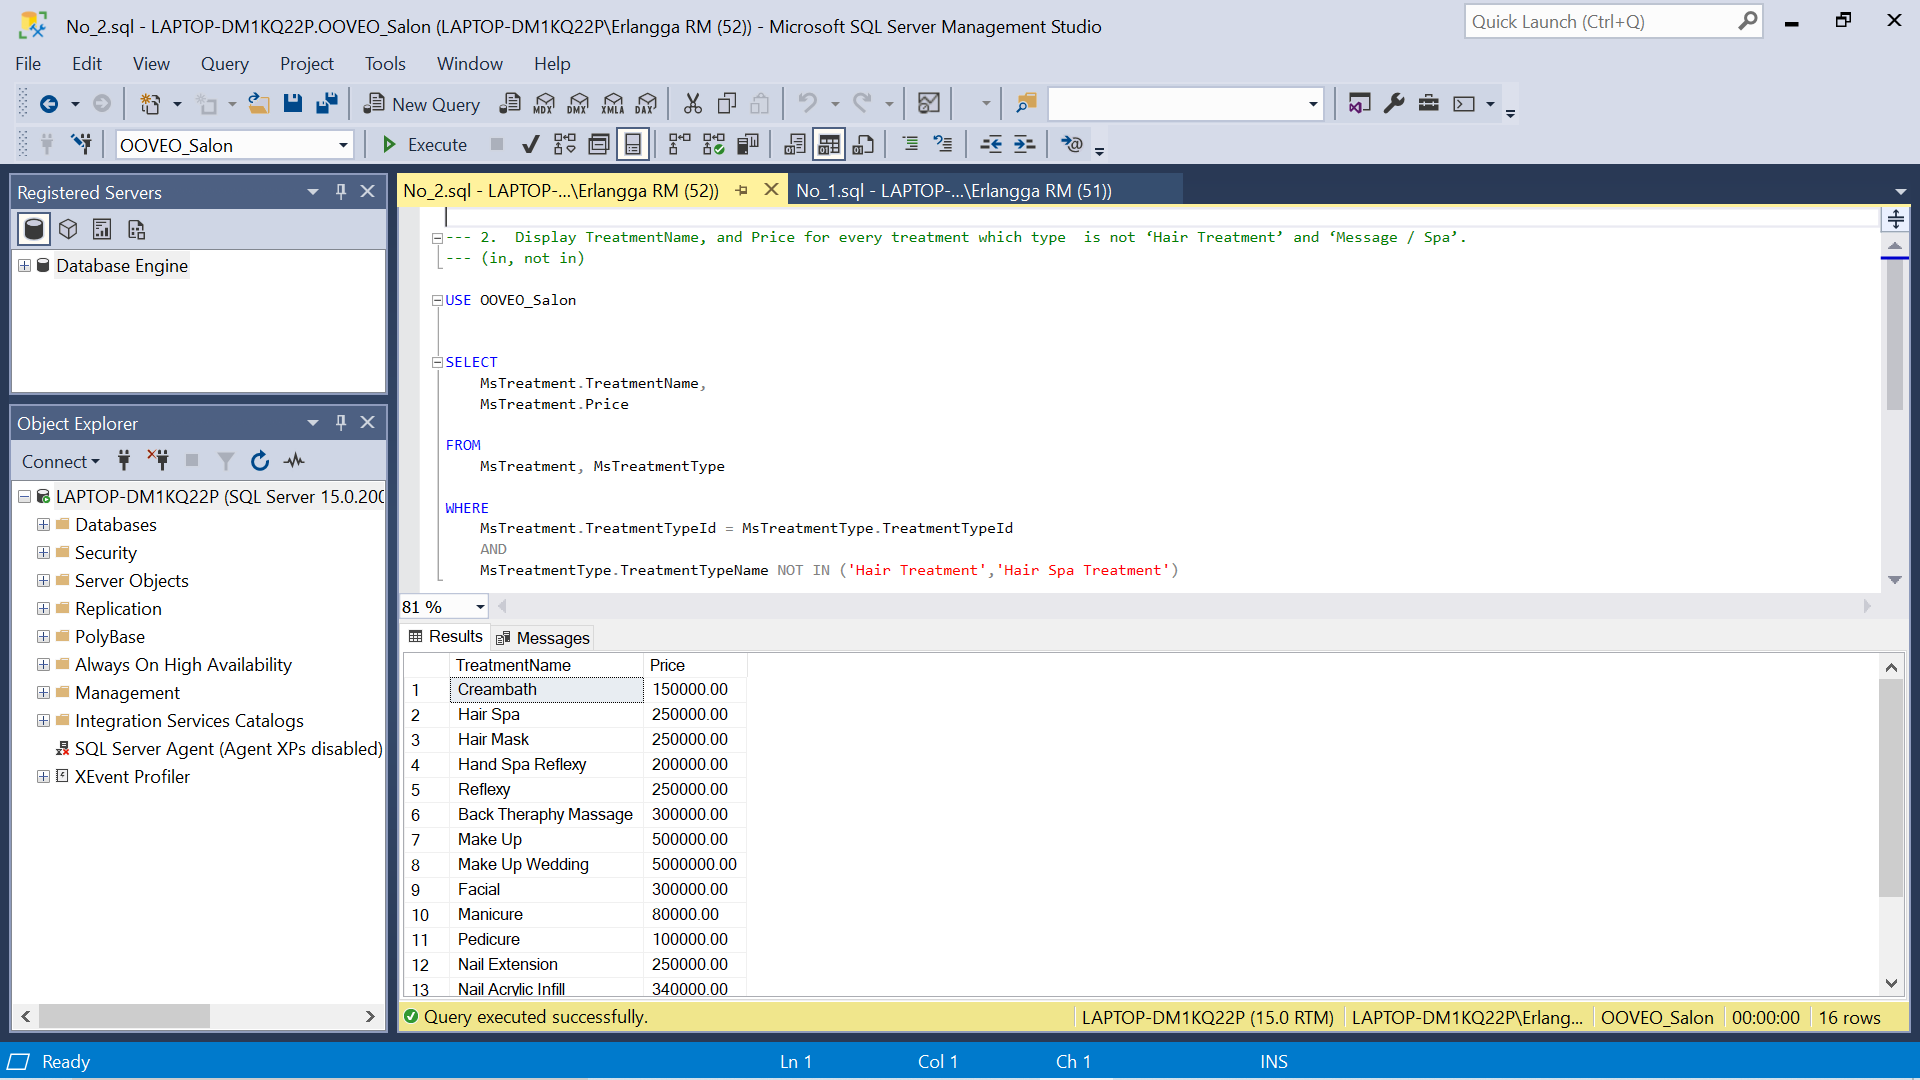 No_2.sql - LAPTOP-DM1KQ22P.OOVEO_Salon (LAPTOP-DM1KQ22P\Erlangga RM (52)) - Microsoft SQL Server Management Studio
Quick Launch (Ctrl+Q)
File Edit View Query Project Tools Window Help
New Query MDX DMX XMLA DAX
OOVEO_Salon Execute
Registered Servers
Database Engine
Object Explorer
Connect
LAPTOP-DM1KQ22P (SQL Server 15.0.200
Databases
Security
Server Objects
Replication
PolyBase
Always On High Availability
Management
Integration Services Catalogs
SQL Server Agent (Agent XPs disabled)
XEvent Profiler
No_2.sql - LAPTOP-...\Erlangga RM (52)) No_1.sql - LAPTOP-...\Erlangga RM (51))
--- 2.  Display TreatmentName, and Price for every treatment which type  is not ‘Hair Treatment’ and ‘Message / Spa’.
--- (in, not in)
USE OOVEO_Salon
SELECT
MsTreatment.TreatmentName,
MsTreatment.Price
FROM
MsTreatment, MsTreatmentType
WHERE
MsTreatment.TreatmentTypeId = MsTreatmentType.TreatmentTypeId
AND
MsTreatmentType.TreatmentTypeName NOT IN ('Hair Treatment','Hair Spa Treatment')
81 %
Results Messages
TreatmentName Price
1 Creambath 150000.00
2 Hair Spa 250000.00
3 Hair Mask 250000.00
4 Hand Spa Reflexy 200000.00
5 Reflexy 250000.00
6 Back Theraphy Massage 300000.00
7 Make Up 500000.00
8 Make Up Wedding 5000000.00
9 Facial 300000.00
10 Manicure 80000.00
11 Pedicure 100000.00
12 Nail Extension 250000.00
13 Nail Acrylic Infill 340000.00
Query executed successfully. LAPTOP-DM1KQ22P (15.0 RTM) LAPTOP-DM1KQ22P\Erlang... OOVEO_Salon 00:00:00 16 rows
Ready Ln 1 Col 1 Ch 1 INS